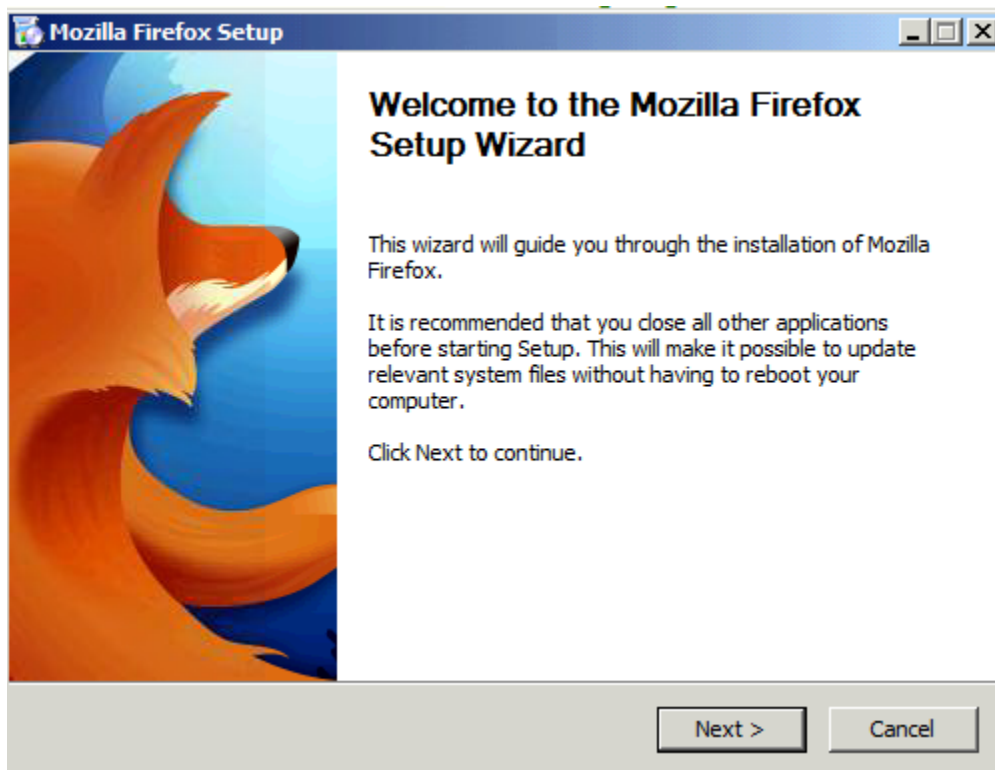 Mozilla Firefox Setup
Welcome to the Mozilla Firefox
Setup Wizard
This wizard will guide you through the installation of Mozilla
Firefox.
It is recommended that you close all other applications
before starting Setup. This will make it possible to update
relevant system files without having to reboot your
computer.
Click Next to continue.
Next >
Cancel